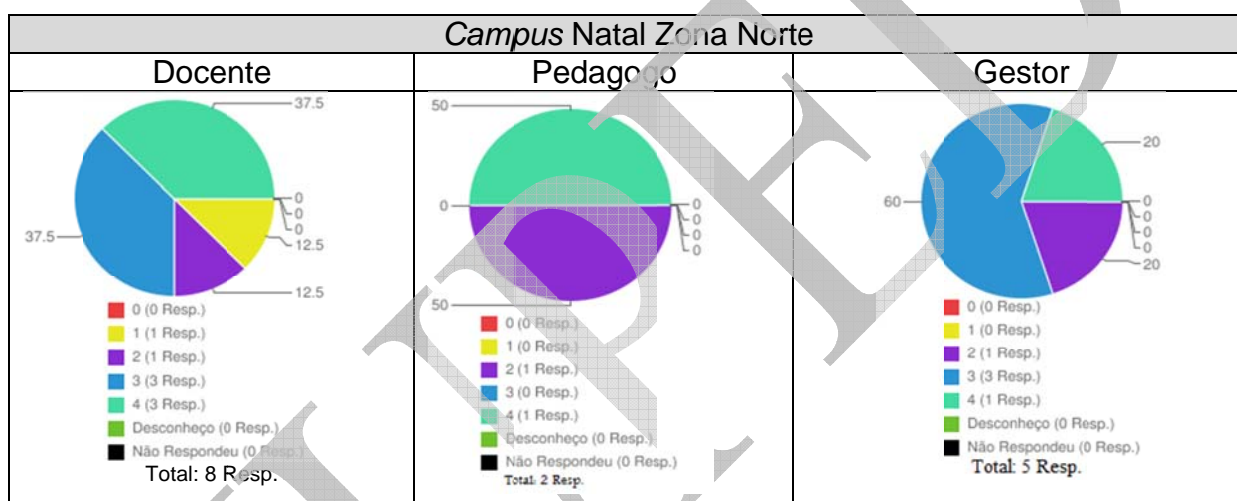 Campus Natal Zona Norte
Docente
Pedagogo
Gestor
37.5
0
0
0
12.5
12.5
37.5
0 (0 Resp.)
1 (1 Resp.)
2 (1 Resp.)
3 (3 Resp.)
4 (3 Resp.)
Desconheço (0 Resp.)
Não Respondeu (0 Resp.)
Total: 8 Resp.
50
0
0
0
0
0
50
0 (0 Resp.)
1 (0 Resp.)
2 (1 Resp.)
3 (0 Resp.)
4 (1 Resp.)
Desconheço (0 Resp.)
Não Respondeu (0 Resp.)
Total: 2 Resp.
20
60
0
0
0
0
20
0 (0 Resp.)
1 (0 Resp.)
2 (1 Resp.)
3 (3 Resp.)
4 (1 Resp.)
Desconheço (0 Resp.)
Não Respondeu (0 Resp.)
Total: 5 Resp.